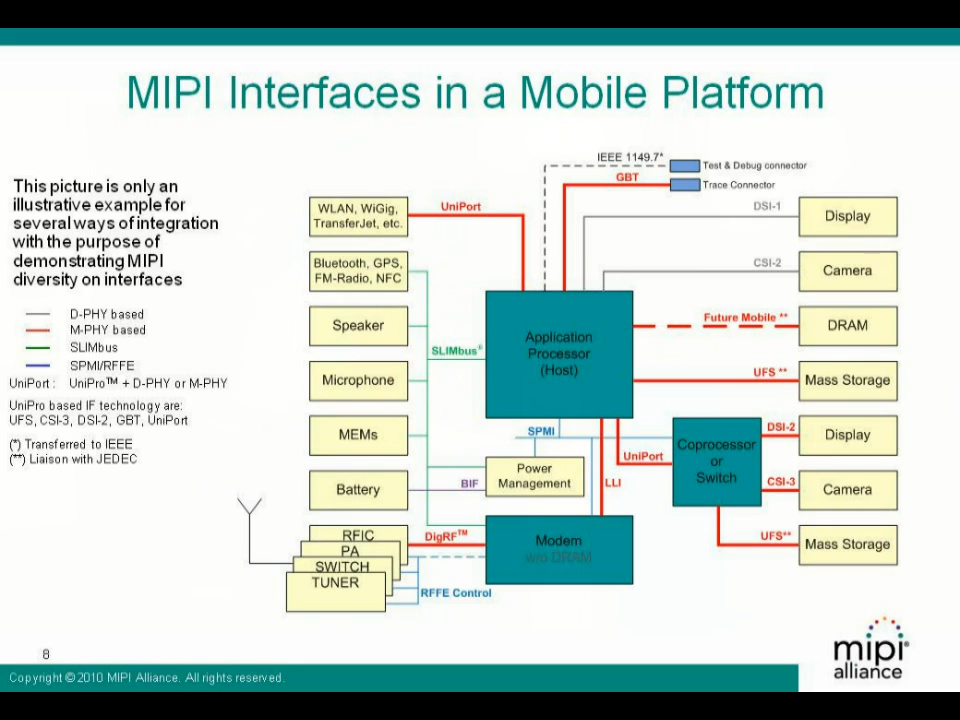 MIPI Interfaces in a Mobile Platform
This picture is only an
illustrative example for
several ways of integration
with the purpose of
demonstrating MIPI
diversity on interfaces
D-PHY based
M-PHY based
SLIMbus
SPMI/RFFE
UniPort : UniPro™ + D-PHY or M-PHY
UniPro based IF technology are:
UFS, CSI-3, DSI-2, GBT, UniPort
(*) Transferred to IEEE
(**) Liaison with JEDEC
IEEE 1149.7*
Test & Debug connector
GBT
Trace Connector
WLAN, WiGig,
TransferJet, etc.
UniPort
DSI-1
Display
Bluetooth, GPS,
FM-Radio, NFC
CSI-2
Camera
Speaker
SLIMbus®
Application
Processor
(Host)
Future Mobile **
DRAM
Microphone
UFS **
Mass Storage
MEMs
SPMI
UniPort
Coprocessor
or
Switch
DSI-2
Display
Battery
BIF
Power
Management
LLI
CSI-3
Camera
RFIC
PA
SWITCH
TUNER
DigRF™
RFFE Control
Modem
w/o DRAM
UFS**
Mass Storage
8
Copyright © 2010 MIPI Alliance. All rights reserved.
mipi®
alliance